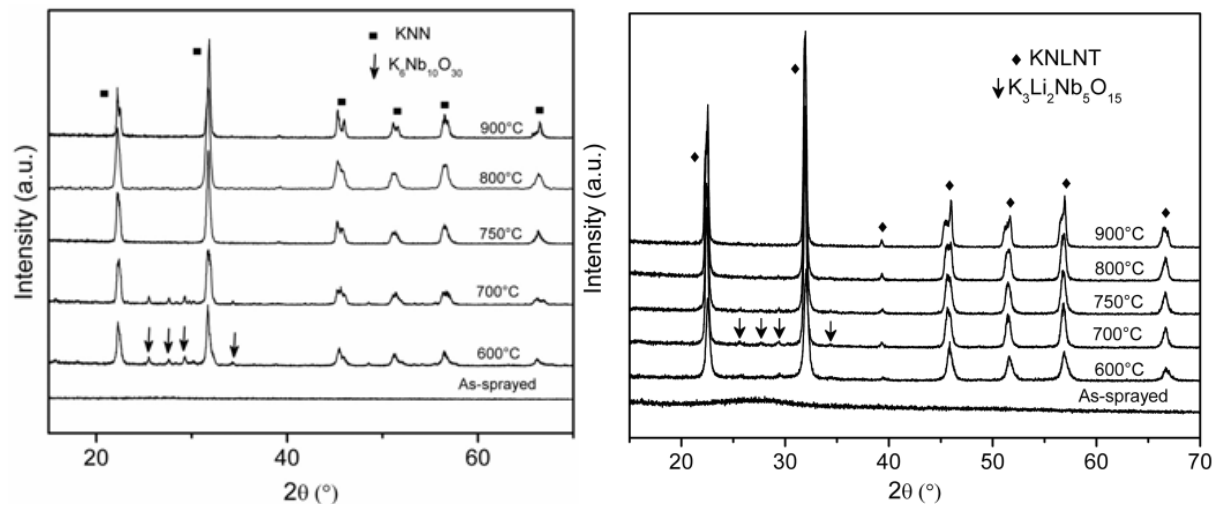 KNN
K₆Nb₁₀O₃₀
900°C
800°C
750°C
700°C
600°C
As-sprayed
Intensity (a.u.)
20
40
60
2θ (°)
KNLNT
K₃Li₂Nb₅O₁₅
900°C
800°C
750°C
700°C
600°C
As-sprayed
Intensity (a.u.)
20
30
40
50
60
70
2θ (°)